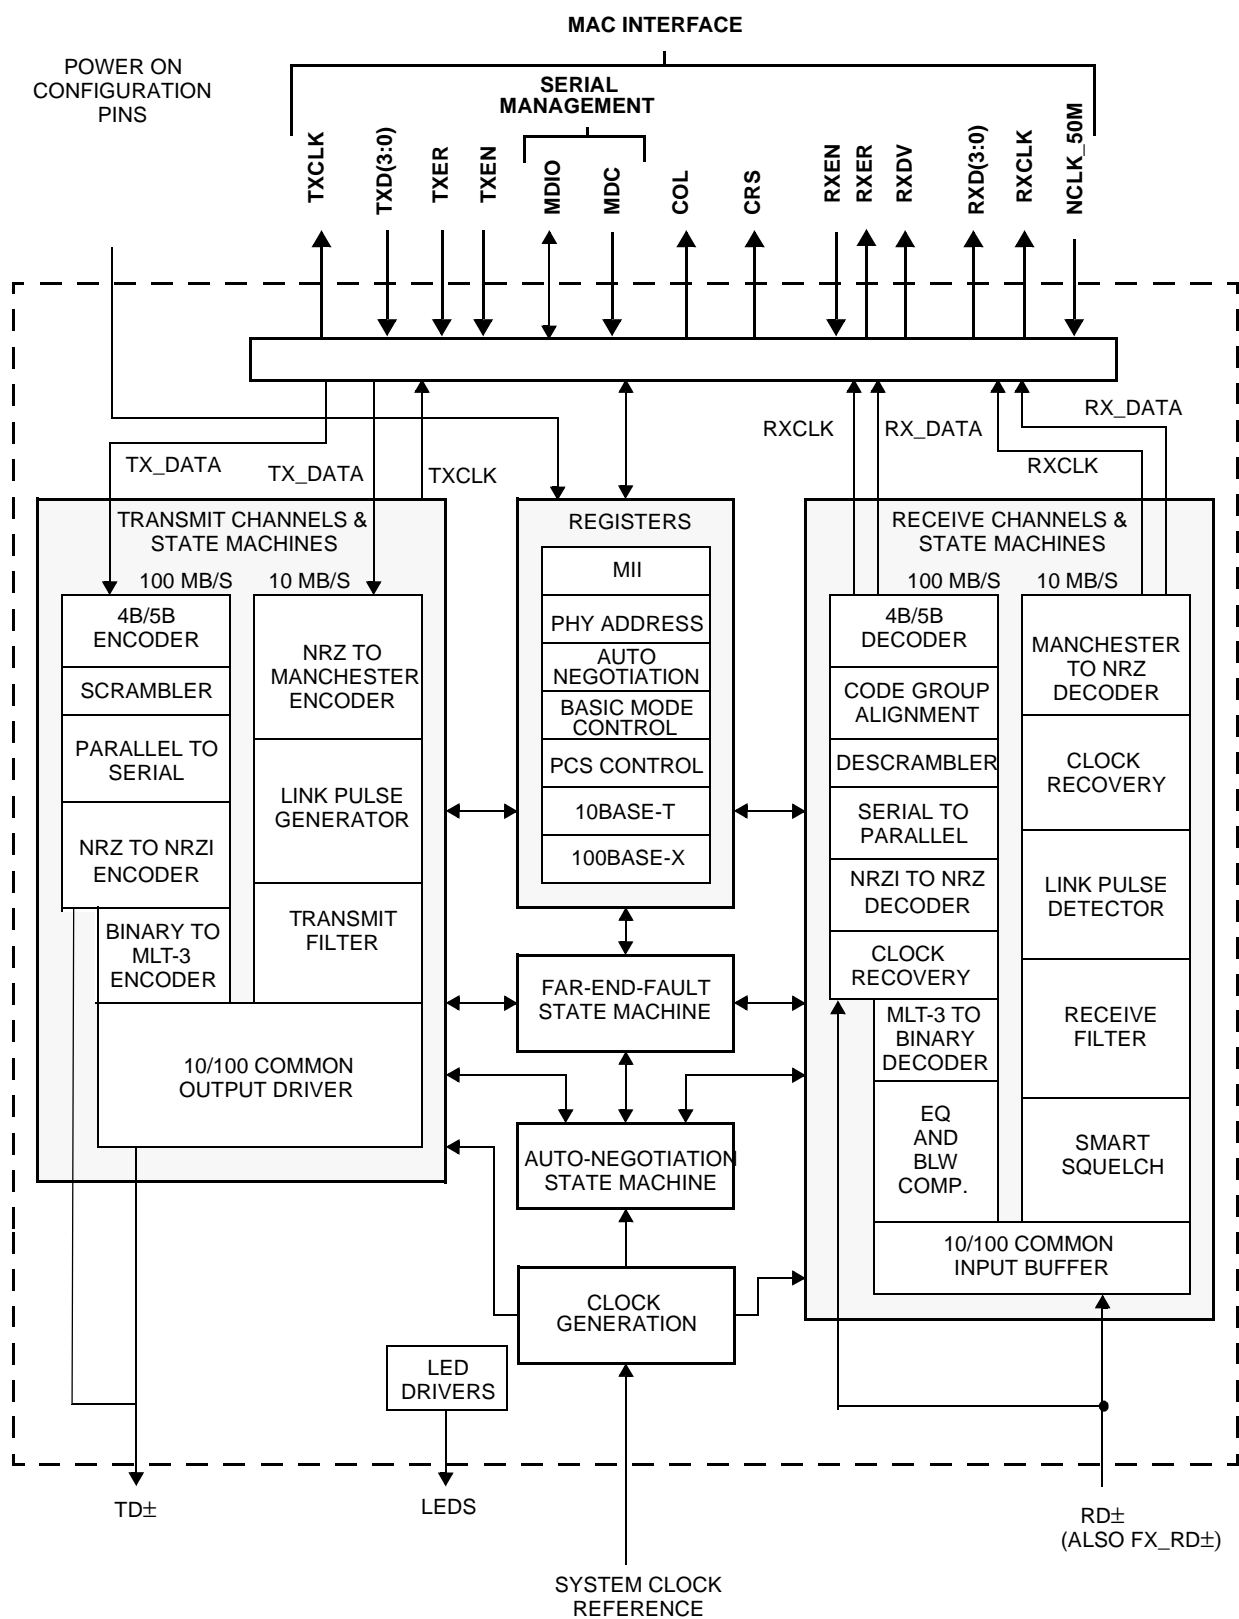 MAC INTERFACE
POWER ON
CONFIGURATION
PINS
SERIAL
MANAGEMENT
TXCLK
TXD(3:0)
TXER
TXEN
MDIO
MDC
COL
CRS
RXEN
RXER
RXDV
RXD(3:0)
RXCLK
NCLK_50M
TX_DATA
TX_DATA
TXCLK
RXCLK
RX_DATA
RXCLK
RX_DATA
TRANSMIT CHANNELS &
STATE MACHINES
100 MB/S
10 MB/S
4B/5B
ENCODER
SCRAMBLER
PARALLEL TO
SERIAL
NRZ TO NRZI
ENCODER
BINARY TO
MLT-3
ENCODER
NRZ TO
MANCHESTER
ENCODER
LINK PULSE
GENERATOR
TRANSMIT
FILTER
10/100 COMMON
OUTPUT DRIVER
REGISTERS
MII
PHY ADDRESS
AUTO
NEGOTIATION
BASIC MODE
CONTROL
PCS CONTROL
10BASE-T
100BASE-X
FAR-END-FAULT
STATE MACHINE
AUTO-NEGOTIATION
STATE MACHINE
CLOCK
GENERATION
LED
DRIVERS
RECEIVE CHANNELS &
STATE MACHINES
100 MB/S
10 MB/S
4B/5B
DECODER
CODE GROUP
ALIGNMENT
DESCRAMBLER
SERIAL TO
PARALLEL
NRZI TO NRZ
DECODER
CLOCK
RECOVERY
MLT-3 TO
BINARY
DECODER
EQ
AND
BLW
COMP.
MANCHESTER
TO NRZ
DECODER
CLOCK
RECOVERY
LINK PULSE
DETECTOR
RECEIVE
FILTER
SMART
SQUELCH
10/100 COMMON
INPUT BUFFER
TD±
LEDS
RD±
(ALSO FX_RD±)
SYSTEM CLOCK
REFERENCE